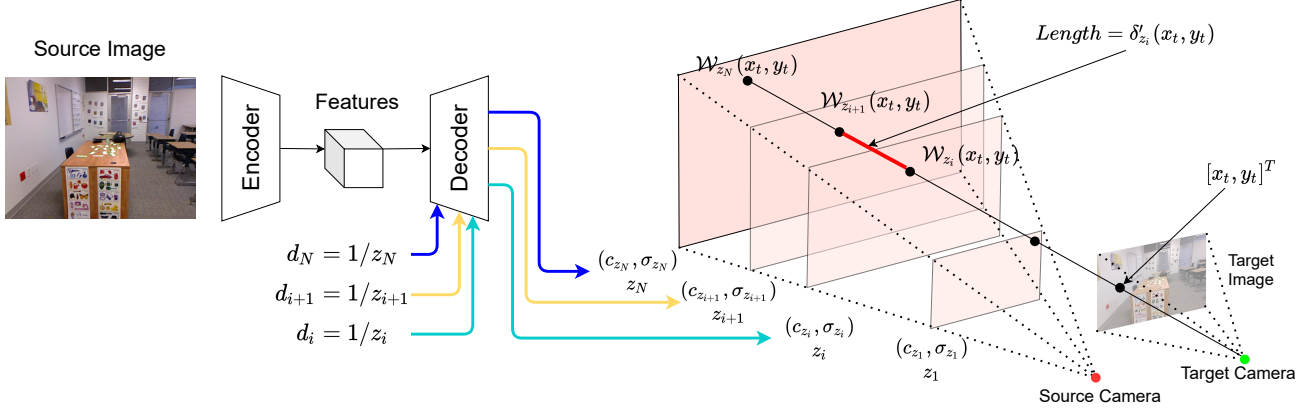 Source Image
Encoder
Features
Decoder
d_N = 1/z_N
d_{i+1} = 1/z_{i+1}
d_i = 1/z_i
(c_{z_N}, σ_{z_N})
z_N
(c_{z_{i+1}}, σ_{z_{i+1}})
z_{i+1}
(c_{z_i}, σ_{z_i})
z_i
(c_{z_1}, σ_{z_1})
z_1
𝒲_{z_N}(x_t, y_t)
𝒲_{z_{i+1}}(x_t, y_t)
𝒲_{z_i}(x_t, y_t)
Length = δ′_{z_i}(x_t, y_t)
[x_t, y_t]^T
Target
Image
Target Camera
Source Camera